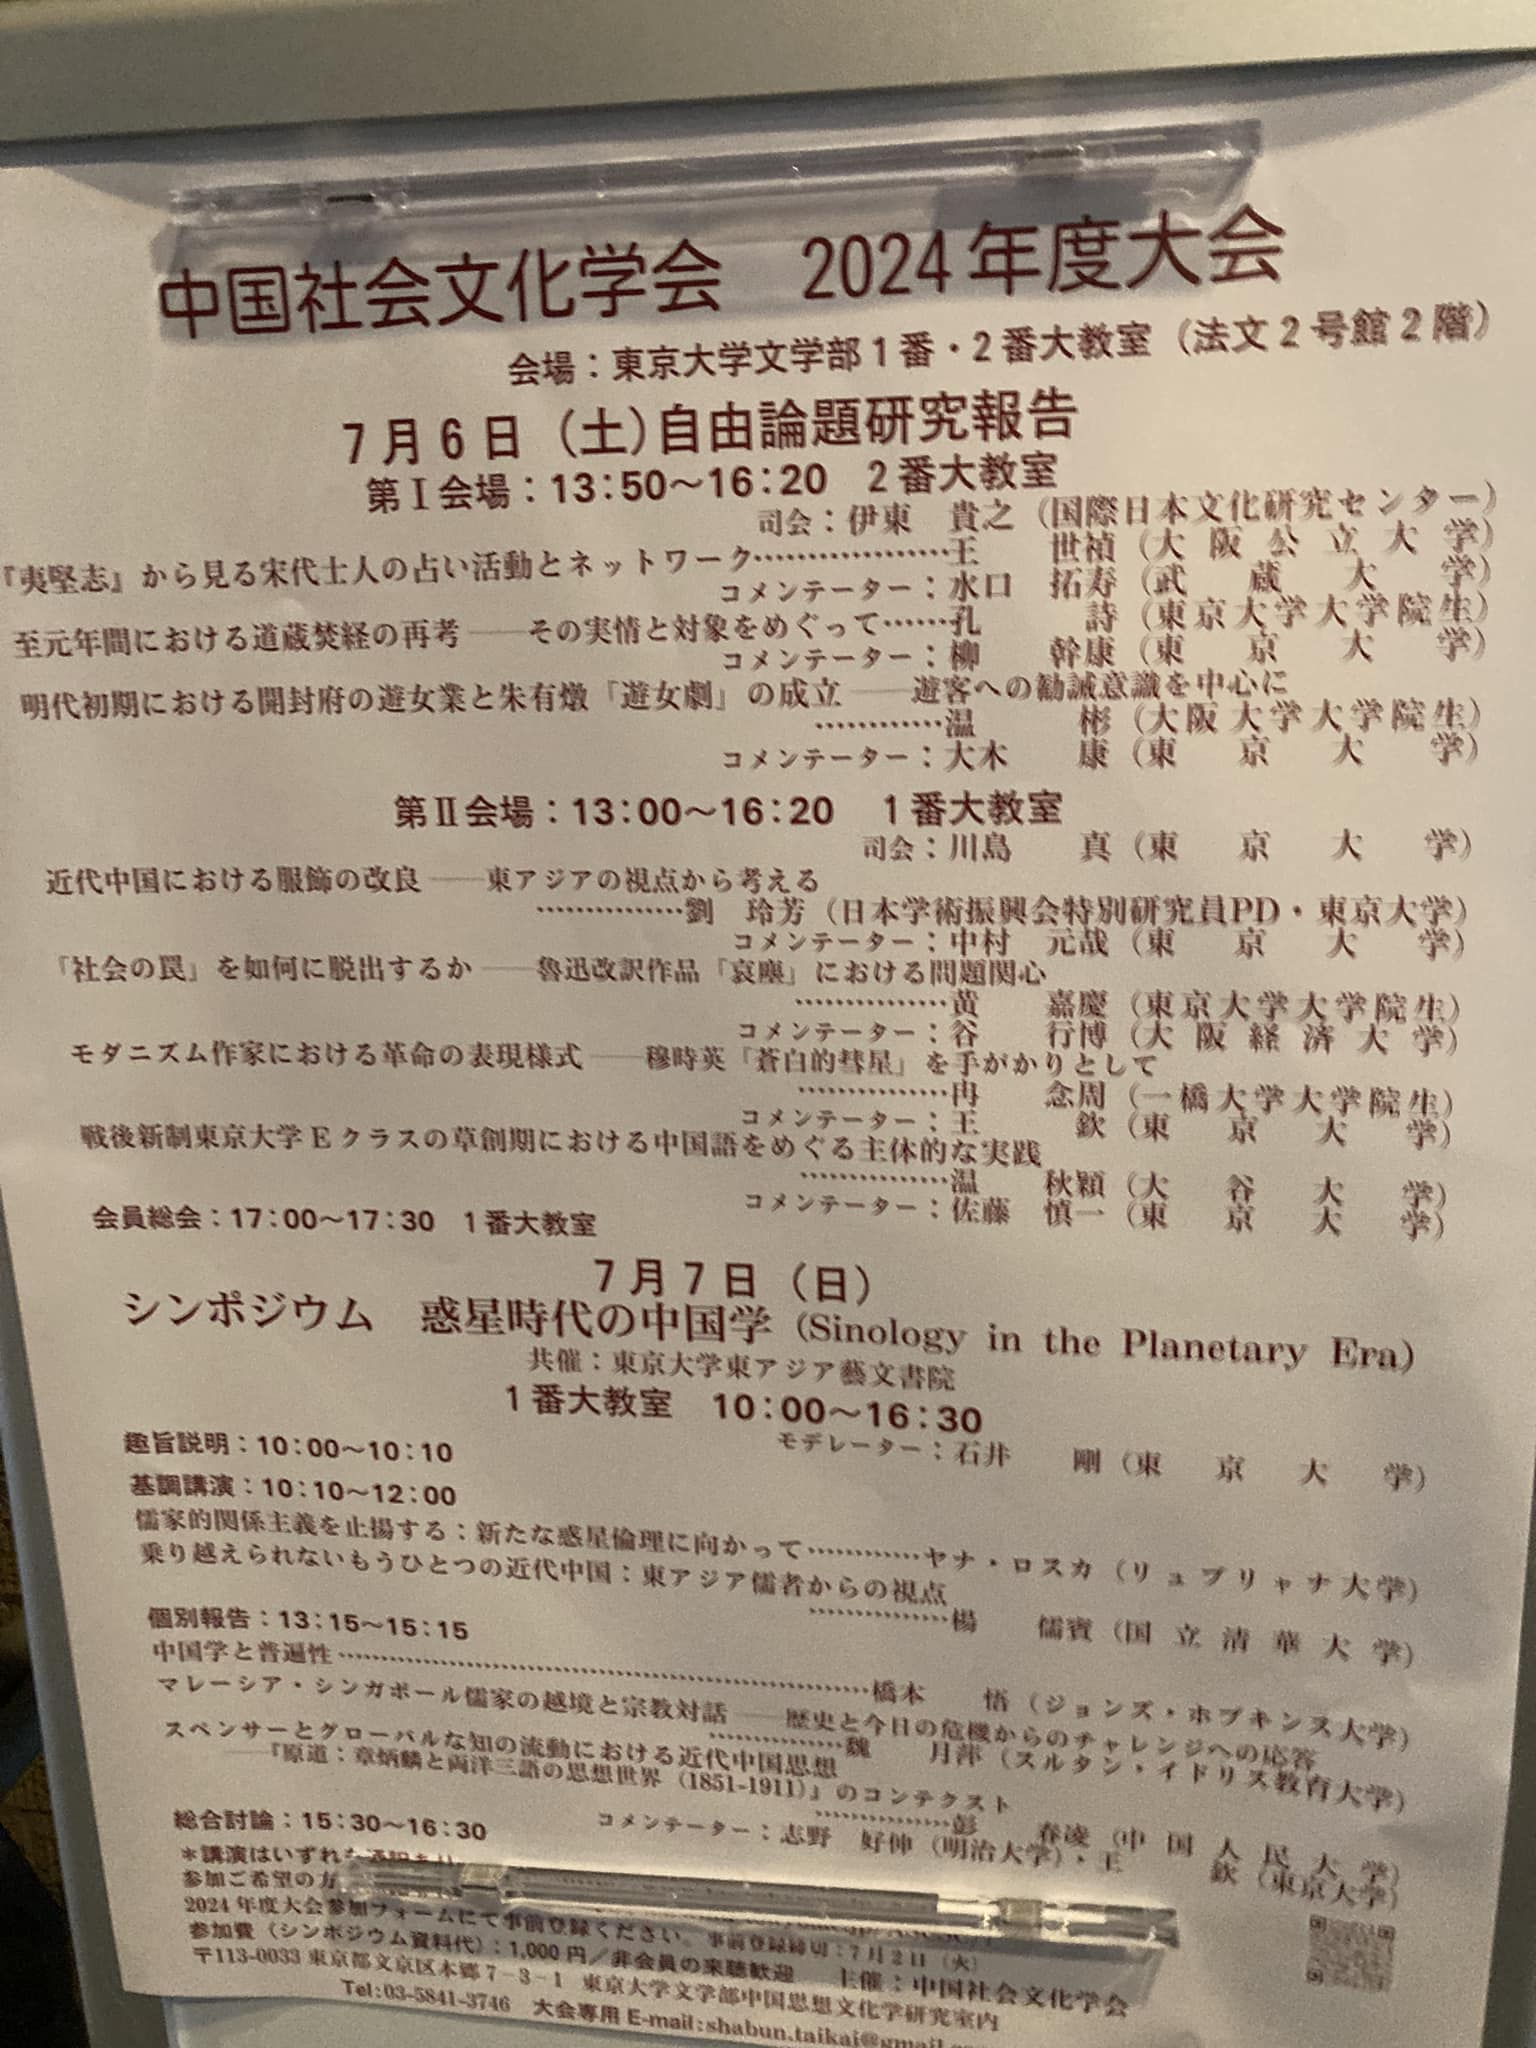 中国社会文化学会　2024年度大会
会場：東京大学文学部1番・2番大教室（法文2号館2階）
7月6日（土）自由論題研究報告
第Ⅰ会場：13:50～16:20　2番大教室
司会：伊東　貴之（国際日本文化研究センター）
『夷堅志』から見る宋代士人の占い活動とネットワーク………………王　世禎（大阪公立大学）
コメンテーター：水口　拓寿（武蔵大学）
至元年間における道蔵焚経の再考――その実情と対象をめぐって……孔　詩（東京大学大学院生）
コメンテーター：柳　幹康（東京大学）
明代初期における開封府の遊女業と朱有燉「遊女劇」の成立――遊客への勧誡意識を中心に
…………温　彬（大阪大学大学院生）
コメンテーター：大木　康（東京大学）
第Ⅱ会場：13:00～16:20　1番大教室
司会：川島　真（東京大学）
近代中国における服飾の改良――東アジアの視点から考える
……………劉　玲芳（日本学術振興会特別研究員PD・東京大学）
コメンテーター：中村　元哉（東京大学）
「社会の罠」を如何に脱出するか――魯迅改訳作品「哀塵」における問題関心
……………黄　嘉慶（東京大学大学院生）
コメンテーター：谷　行博（大阪経済大学）
モダニズム作家における革命の表現様式――穆時英「蒼白的彗星」を手がかりとして
……………冉　念周（一橋大学大学院生）
コメンテーター：王　欽（東京大学）
戦後新制東京大学Eクラスの草創期における中国語をめぐる主体的な実践
……………温　秋穎（大谷大学）
コメンテーター：佐藤　慎一（東京大学）
会員総会：17:00～17:30　1番大教室
7月7日（日）
シンポジウム　惑星時代の中国学（Sinology in the Planetary Era）
共催：東京大学東アジア藝文書院
1番大教室　10:00～16:30
趣旨説明：10:00～10:10
モデレーター：石井　剛（東京大学）
基調講演：10:10～12:00
儒家的関係主義を止揚する：新たな惑星倫理に向かって…………ヤナ・ロスカ（リュブリャナ大学）
乗り越えられないもうひとつの近代中国：東アジア儒者からの視点
……………楊　儒賓（国立清華大学）
個別報告：13:15～15:15
中国学と普遍性………………………………………………橋本　悟（ジョンズ・ホプキンス大学）
マレーシア・シンガポール儒家の越境と宗教対話――歴史と今日の危機からのチャレンジへの応答
……………魏　月萍（スルタン・イドリス教育大学）
スペンサーとグローバルな知の流動における近代中国思想
――『原道：章炳麟と両洋三語の思想世界（1851-1911）』のコンテクスト
……………彭　春凌（中国人民大学）
総合討論：15:30～16:30
コメンテーター：志野　好伸（明治大学）・王　欽（東京大学）
＊講演はいずれも通訳あり
参加ご希望の方
2024年度大会参加フォームにて事前登録ください。事前登録締切：7月2日（火）
参加費（シンポジウム資料代）：1,000円／非会員の来聴歓迎　主催：中国社会文化学会
〒113-0033 東京都文京区本郷7-3-1　東京大学文学部中国思想文化学研究室内
Tel:03-5841-3746　大会専用E-mail:shabun.taikai@gmail